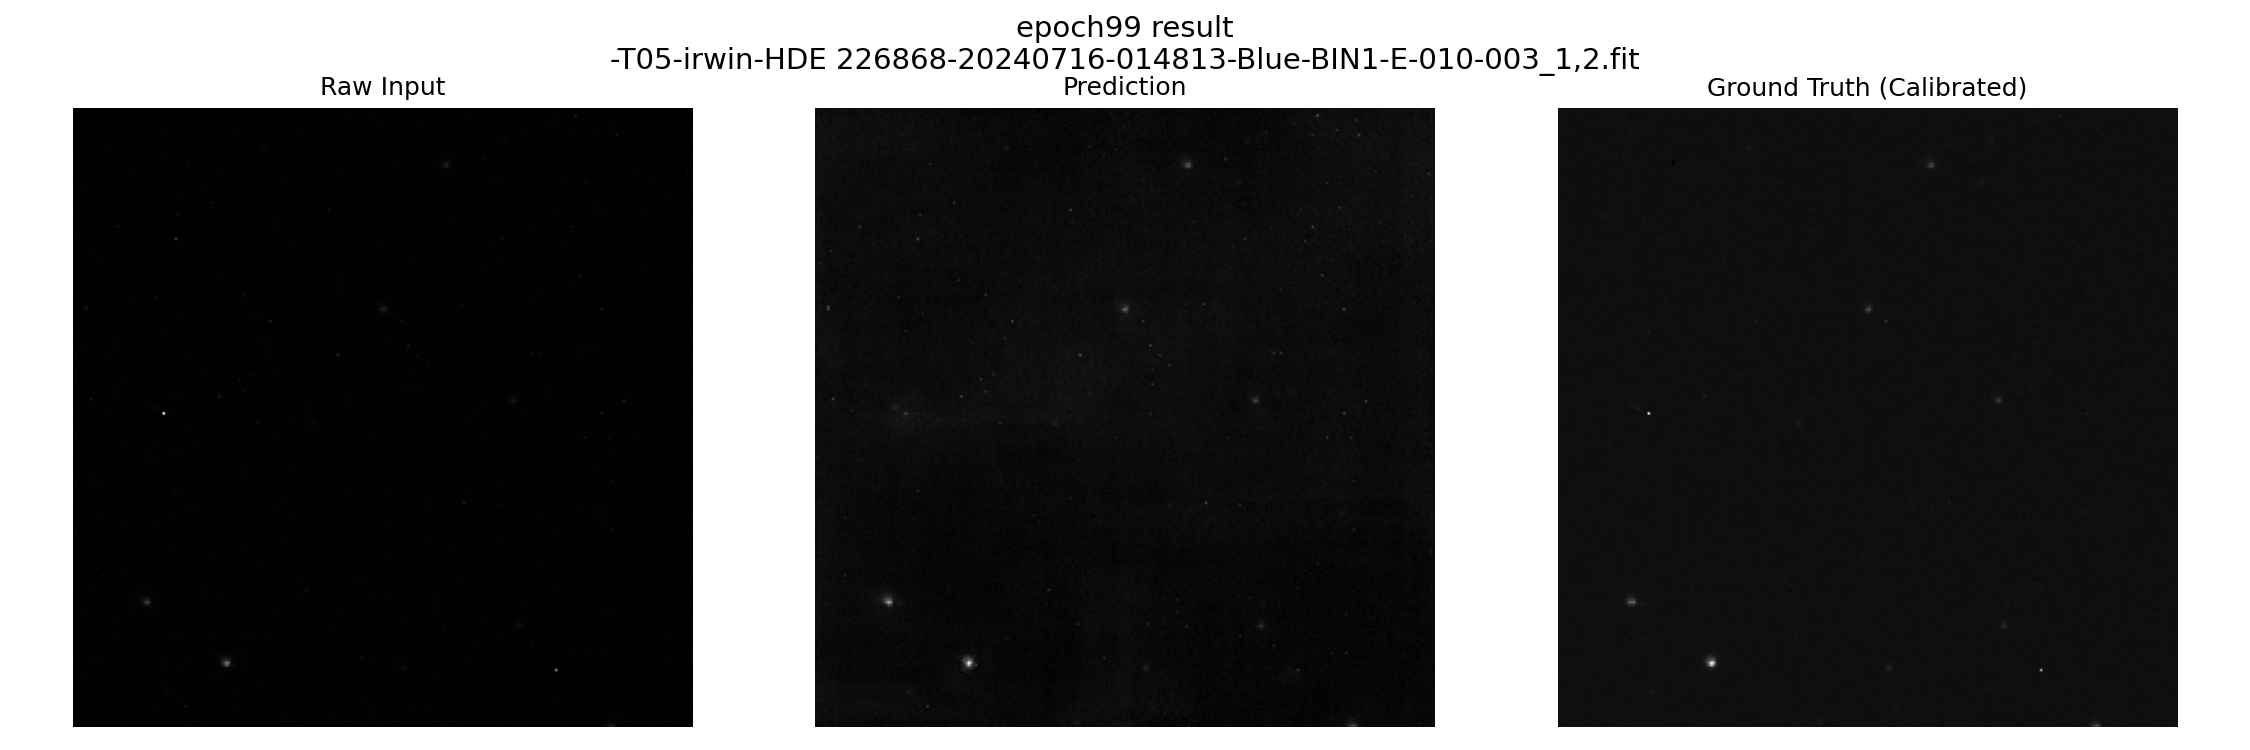 epoch99 result
-T05-irwin-HDE 226868-20240716-014813-Blue-BIN1-E-010-003_1,2.fit
Raw Input
Prediction
Ground Truth (Calibrated)